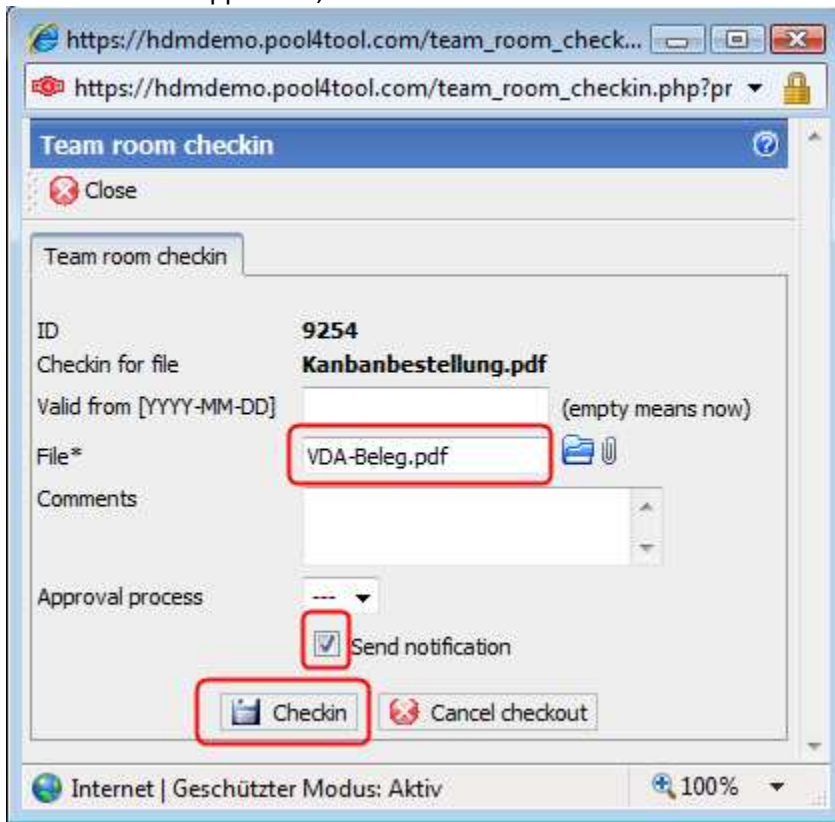 https://hdmdemo.pool4tool.com/team_room_check...
https://hdmdemo.pool4tool.com/team_room_checkin.php?pr
Team room checkin
Close
Team room checkin
ID 9254
Checkin for file Kanbanbestellung.pdf
Valid from [YYYY-MM-DD] (empty means now)
File* VDA-Beleg.pdf
Comments
Approval process ---
Send notification
Checkin Cancel checkout
Internet | Geschützter Modus: Aktiv 100%